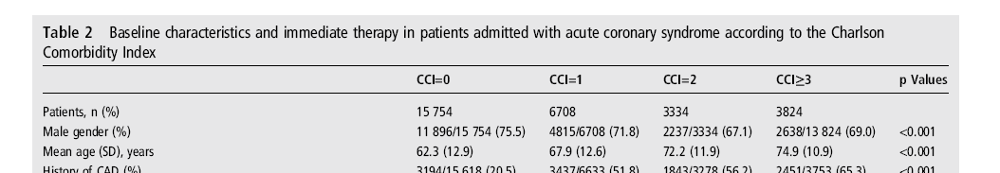 Table 2 Baseline characteristics and immediate therapy in patients admitted with acute coronary syndrome according to the Charlson
Comorbidity Index
CCI=0 CCI=1 CCI=2 CCI≥3 p Values
Patients, n (%) 15 754 6708 3334 3824
Male gender (%) 11 896/15 754 (75.5) 4815/6708 (71.8) 2237/3334 (67.1) 2638/13 824 (69.0) <0.001
Mean age (SD), years 62.3 (12.9) 67.9 (12.6) 72.2 (11.9) 74.9 (10.9) <0.001
History of CAD (%) 3194/15 618 (20.5) 3437/6633 (51.8) 1843/3278 (56.2) 2451/3753 (65.3) <0.001